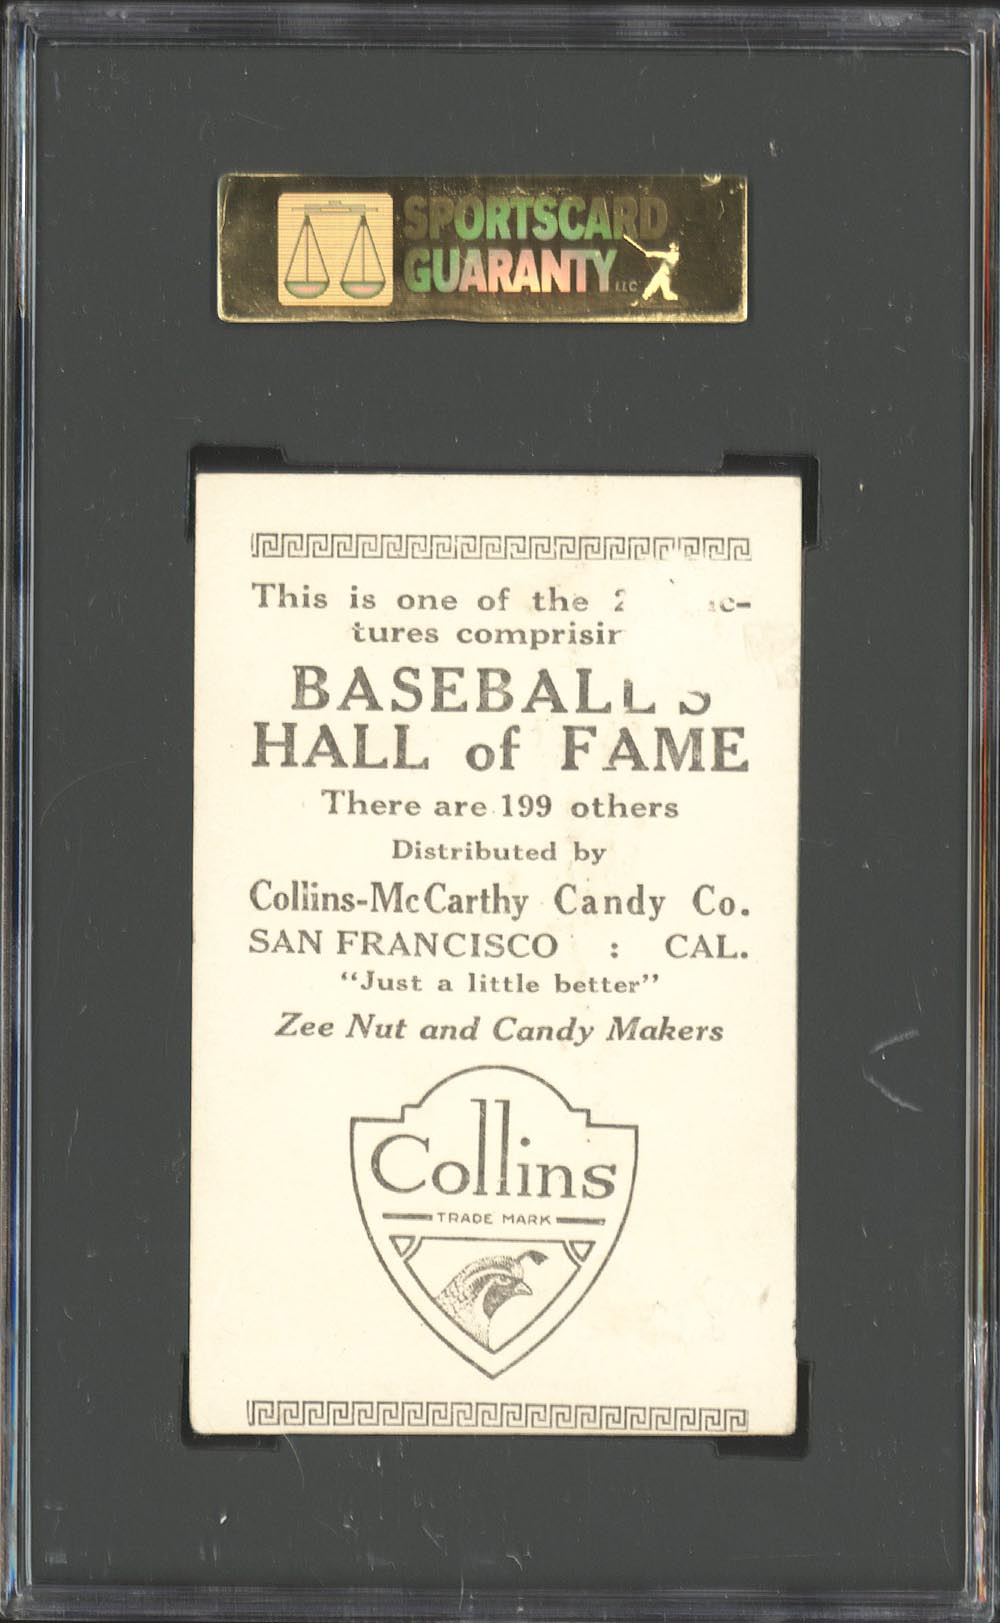 SPORTSCARD
GUARANTY LLC
This is one of the
tures comprisin
BASEBALL'S
HALL of FAME
There are 199 others
Distributed by
Collins-McCarthy Candy Co.
SAN FRANCISCO : CAL.
"Just a little better"
Zee Nut and Candy Makers
Collins
TRADE MARK